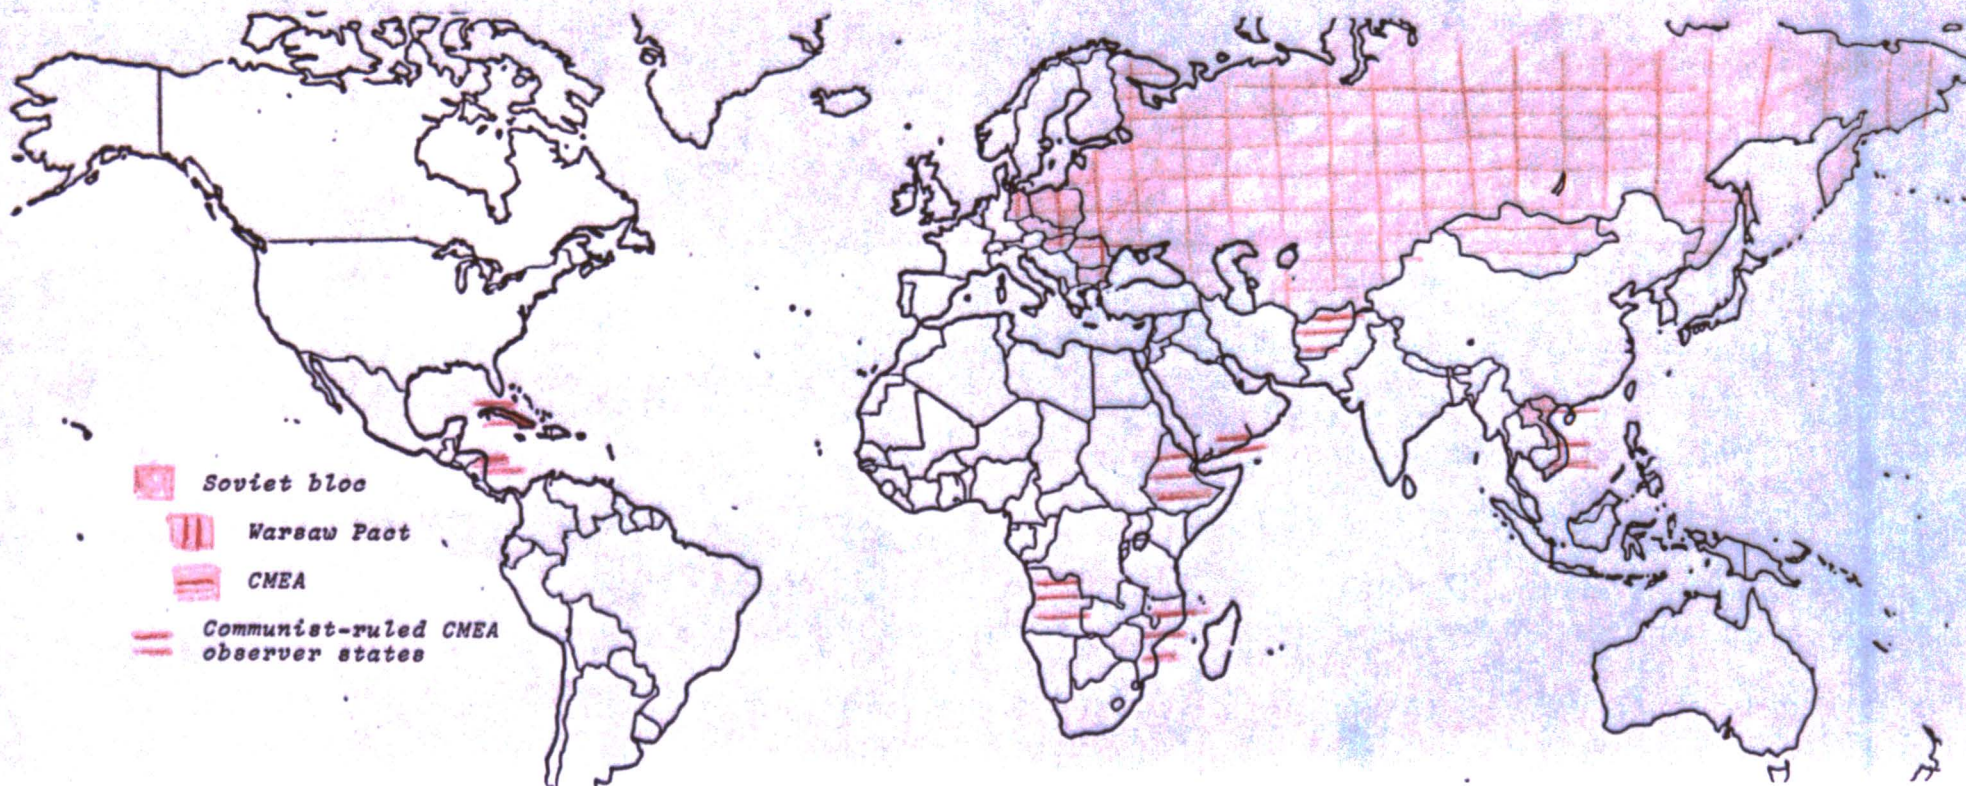 Soviet bloc
Warsaw Pact
CMEA
Communist-ruled CMEA
observer states